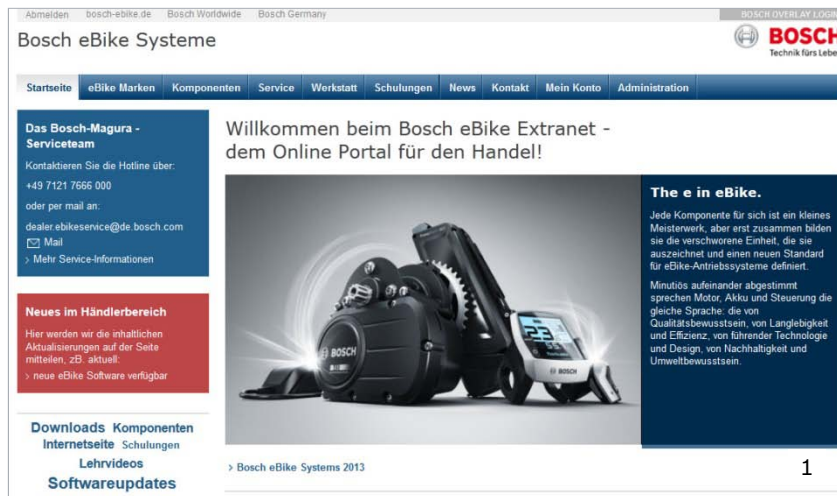 Abmelden bosch-ebike.de Bosch Worldwide Bosch Germany
BOSCH OVERLAY LOGIN
Bosch eBike Systeme
BOSCH
Technik fürs Lebe
Startseite eBike Marken Komponenten Service Werkstatt Schulungen News Kontakt Mein Konto Administration
Das Bosch-Magura -
Serviceteam
Kontaktieren Sie die Hotline über:
+49 7121 7666 000
oder per mail an:
dealer.ebikeservice@de.bosch.com
Mail
> Mehr Service-Informationen
Neues im Händlerbereich
Hier werden wir die inhaltlichen
Aktualisierungen auf der Seite
mitteilen, zB. aktuell:
> neue eBike Software verfügbar
Downloads Komponenten
Internetseite Schulungen
Lehrvideos
Softwareupdates
Willkommen beim Bosch eBike Extranet -
dem Online Portal für den Handel!
BOSCH
BOSCH
The e in eBike.
Jede Komponente für sich ist ein kleines
Meisterwerk, aber erst zusammen bilden
sie die verschworene Einheit, die sie
auszeichnet und einen neuen Standard
für eBike-Antriebssysteme definiert.
Minutiös aufeinander abgestimmt
sprechen Motor, Akku und Steuerung die
gleiche Sprache: die von
Qualitätsbewusstsein, von Langlebigkeit
und Effizienz, von führender Technologie
und Design, von Nachhaltigkeit und
Umweltbewusstsein.
> Bosch eBike Systems 2013
1